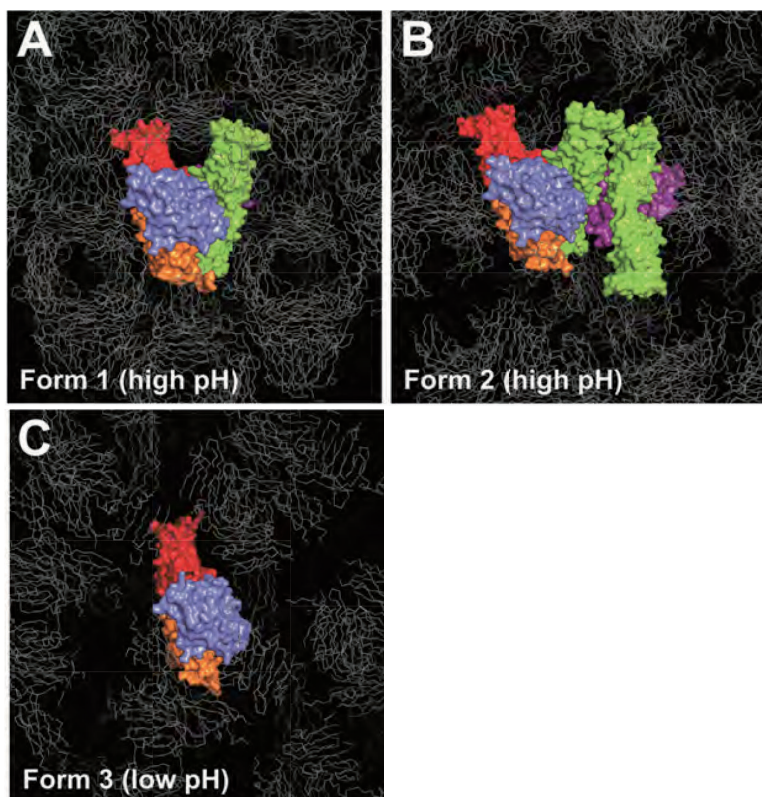 A
Form 1 (high pH)
B
Form 2 (high pH)
C
Form 3 (low pH)